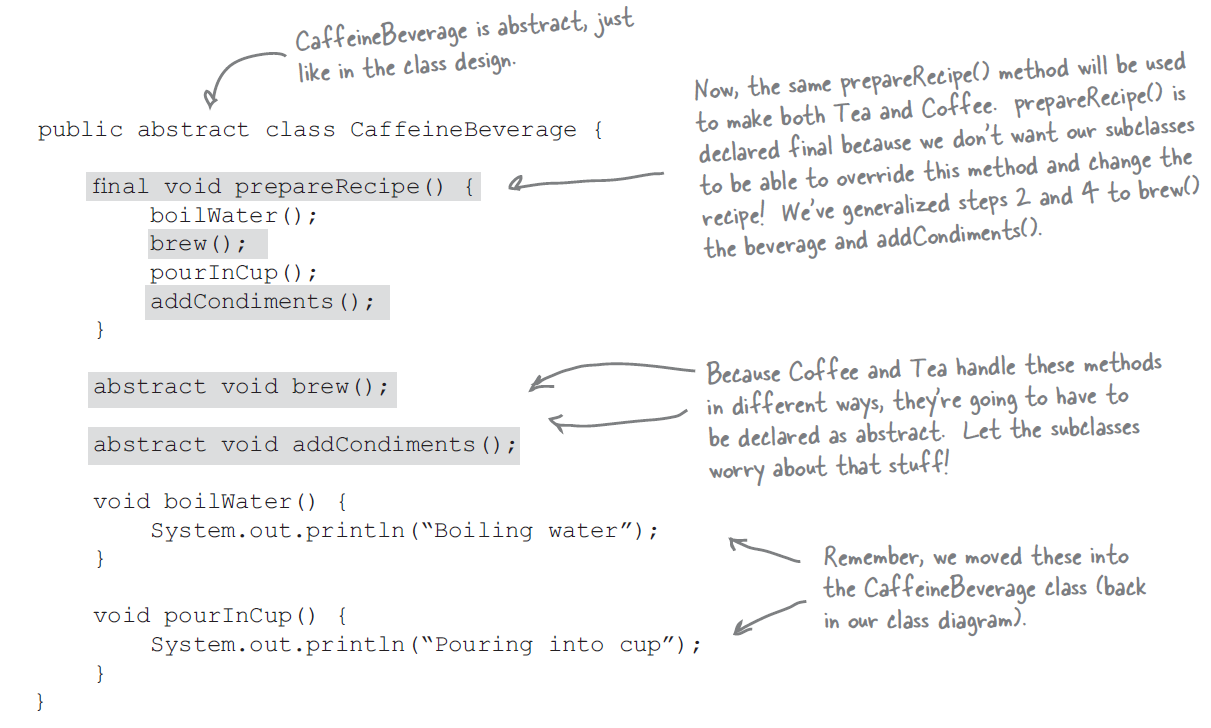 CaffeineBeverage is abstract, just
like in the class design.
public abstract class CaffeineBeverage {
Now, the same prepareRecipe() method will be used
to make both Tea and Coffee. prepareRecipe() is
declared final because we don't want our subclasses
to be able to override this method and change the
recipe! We've generalized steps 2 and 4 to brew()
the beverage and addCondiments().
final void prepareRecipe() {
boilWater();
brew();
pourInCup();
addCondiments();
}
abstract void brew();
abstract void addCondiments();
Because Coffee and Tea handle these methods
in different ways, they're going to have to
be declared as abstract. Let the subclasses
worry about that stuff!
void boilWater() {
System.out.println(“Boiling water”);
}
void pourInCup() {
System.out.println(“Pouring into cup”);
}
}
Remember, we moved these into
the CaffeineBeverage class (back
in our class diagram).